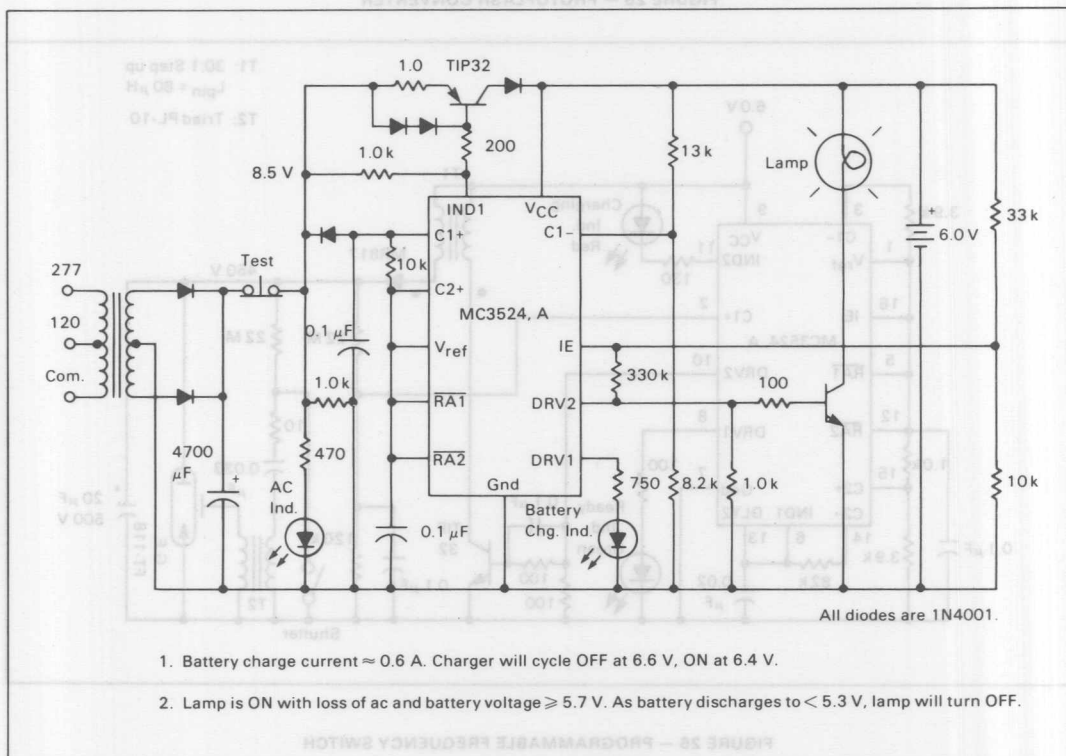 1.0
TIP32
200
1.0 k
8.5 V
13 k
Lamp
33 k
+
6.0 V
IND1
VCC
C1+
C1−
10 k
C2+
MC3524, A
Vref
IE
330 k
DRV2
100
RA1
DRV1
RA2
Gnd
277
120
Com.
Test
0.1 μF
1.0 k
4700 μF
+
470
AC Ind.
0.1 μF
Battery Chg. Ind.
750
8.2 k
1.0 k
10 k
All diodes are 1N4001.
1. Battery charge current ≈ 0.6 A. Charger will cycle OFF at 6.6 V, ON at 6.4 V.
2. Lamp is ON with loss of ac and battery voltage ⩾ 5.7 V. As battery discharges to < 5.3 V, lamp will turn OFF.